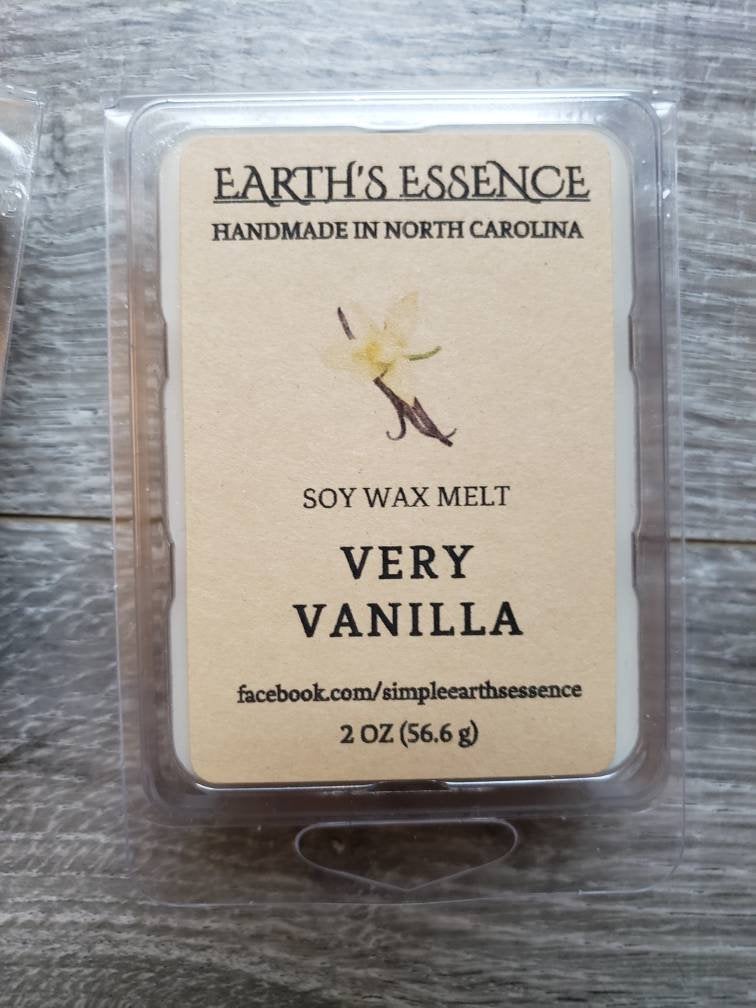 EARTH'S ESSENCE
HANDMADE IN NORTH CAROLINA
SOY WAX MELT
VERY
VANILLA
facebook.com/simpleearthsessence
2 OZ (56.6 g)